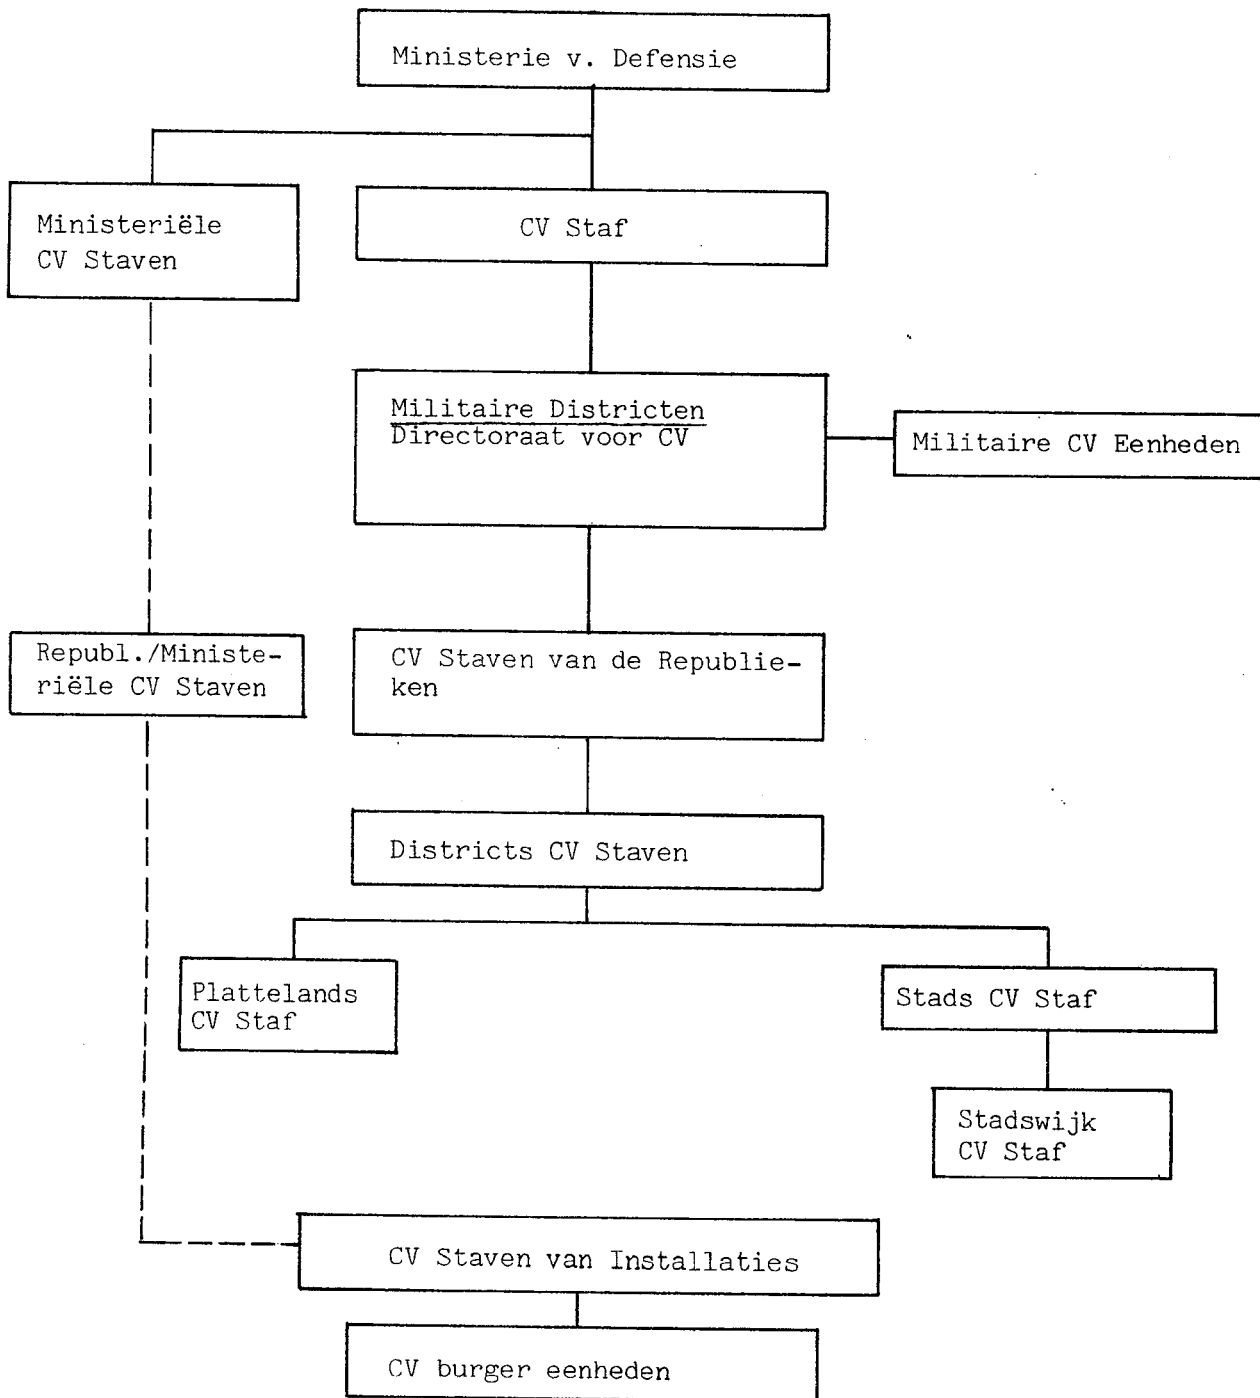 Ministerie v. Defensie
Ministeriële
CV Staven
CV Staf
Militaire Districten
Directoraat voor CV
Militaire CV Eenheden
Republ./Ministe-
riële CV Staven
CV Staven van de Republie-
ken
Districts CV Staven
Plattelands
CV Staf
Stads CV Staf
Stadswijk
CV Staf
CV Staven van Installaties
CV burger eenheden